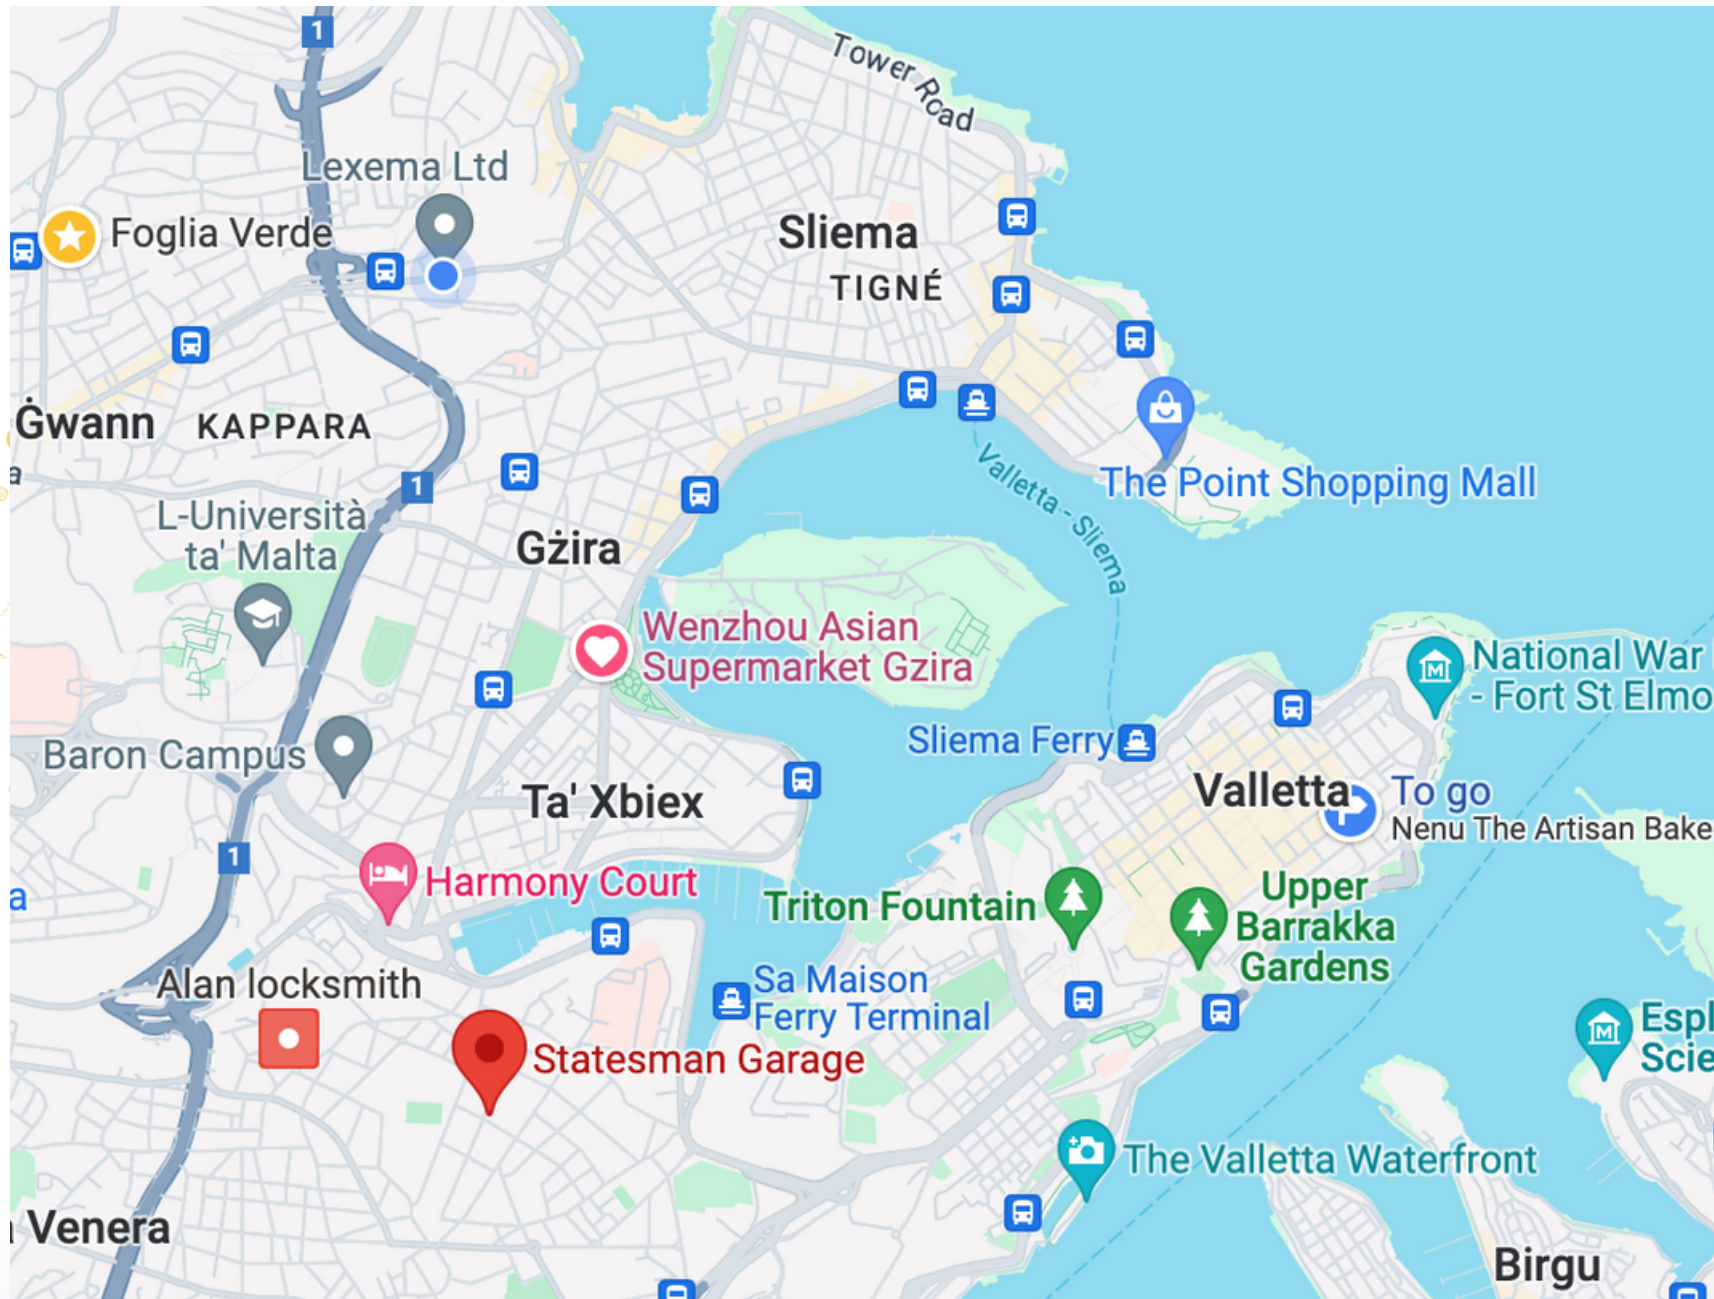 1
Tower Road
Lexema Ltd
Foglia Verde
Sliema
TIGNÉ
Ġwann
KAPPARA
a
1
The Point Shopping Mall
Valletta - Sliema
L-Università
ta' Malta
Gżira
Wenzhou Asian
Supermarket Gzira
National War
- Fort St Elmo
Sliema Ferry
Baron Campus
Ta' Xbiex
Valletta
To go
Nenu The Artisan Bake
1
Harmony Court
a
Triton Fountain
Upper
Barrakka
Gardens
Alan locksmith
Sa Maison
Ferry Terminal
Statesman Garage
Espl
Scie
The Valletta Waterfront
a Venera
Birgu